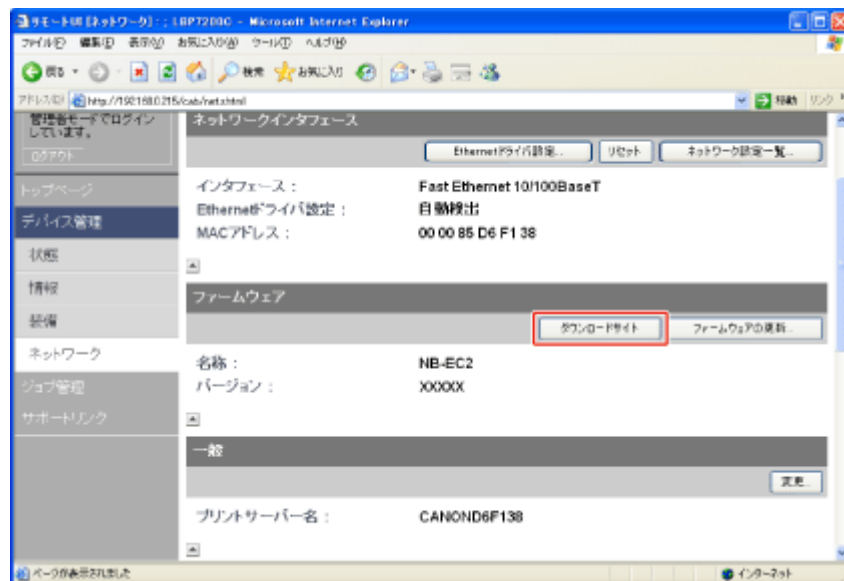 リモートUI [ネットワーク] : ; LBP7200C - Microsoft Internet Explorer
ファイル(F) 編集(E) 表示(V) お気に入り(A) ツール(T) ヘルプ(H)
戻る 検索 お気に入り
アドレス(D) http://192.168.0.215/cab/net.shtml 移動 リンク
管理者モードでログイン
しています。
ログアウト
トップページ
デバイス管理
状態
情報
装備
ネットワーク
ジョブ管理
サポートリンク
ネットワークインタフェース
Ethernetドライバ設定... リセット ネットワーク設定一覧...
インタフェース : Fast Ethernet 10/100BaseT
Ethernetドライバ設定 : 自動検出
MACアドレス : 00 00 85 D6 F1 38
ファームウェア
ダウンロードサイト ファームウェアの更新...
名称 : NB-EC2
バージョン : XXXXX
一般
変更...
プリントサーバー名 : CANOND6F138
ページが表示されました インターネット